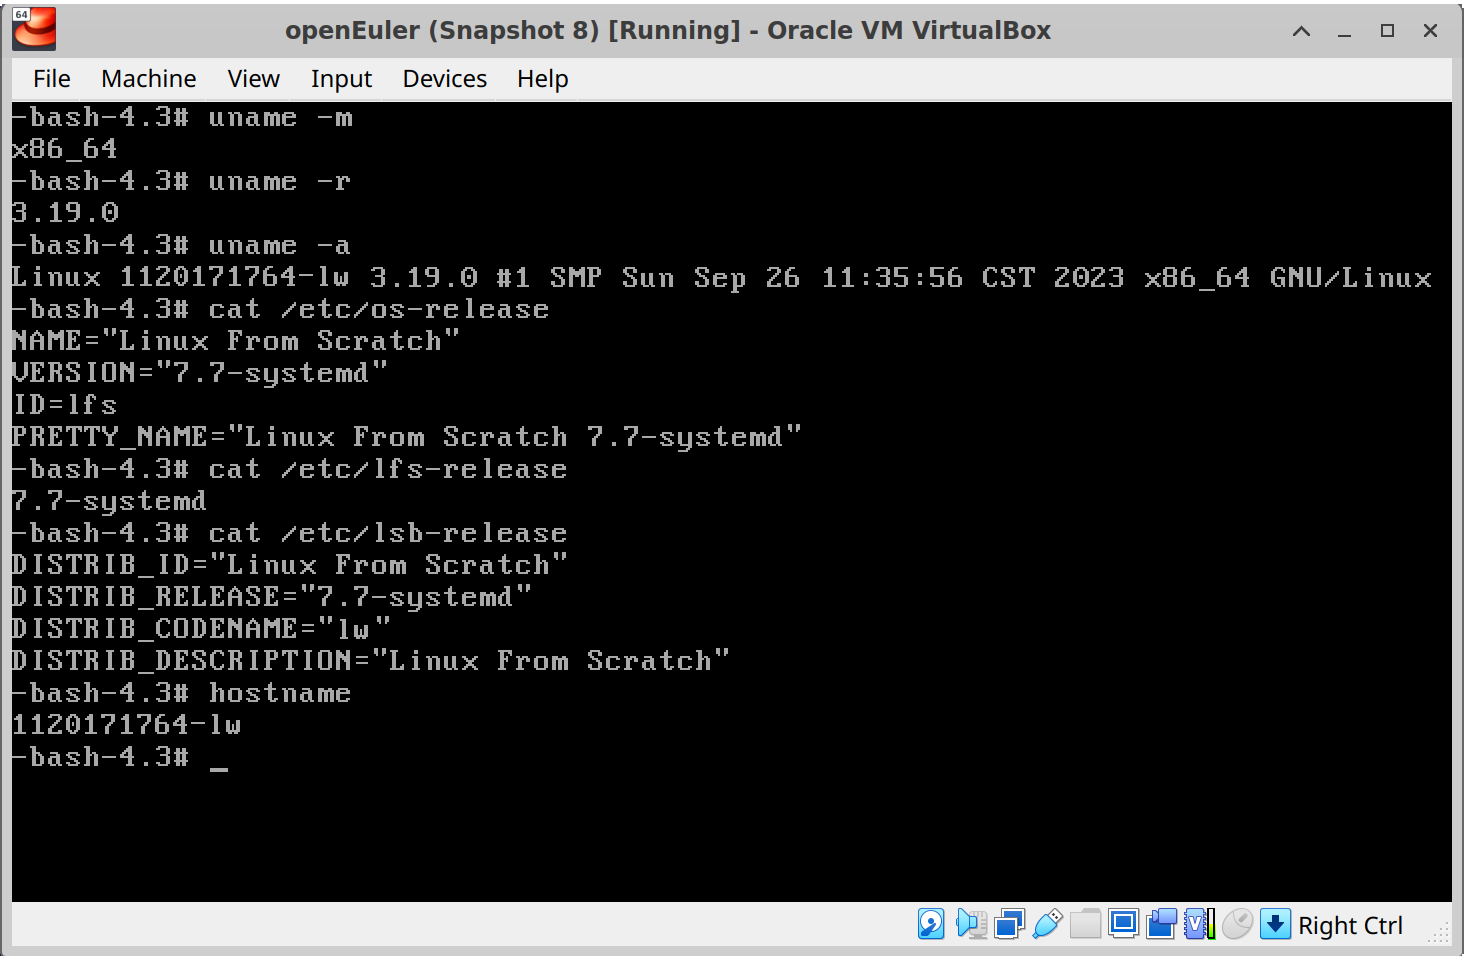 64
openEuler (Snapshot 8) [Running] - Oracle VM VirtualBox
File Machine View Input Devices Help
-bash-4.3# uname -m
x86_64
-bash-4.3# uname -r
3.19.0
-bash-4.3# uname -a
Linux 1120171764-lw 3.19.0 #1 SMP Sun Sep 26 11:35:56 CST 2023 x86_64 GNU/Linux
-bash-4.3# cat /etc/os-release
NAME="Linux From Scratch"
VERSION="7.7-systemd"
ID=lfs
PRETTY_NAME="Linux From Scratch 7.7-systemd"
-bash-4.3# cat /etc/lfs-release
7.7-systemd
-bash-4.3# cat /etc/lsb-release
DISTRIB_ID="Linux From Scratch"
DISTRIB_RELEASE="7.7-systemd"
DISTRIB_CODENAME="lw"
DISTRIB_DESCRIPTION="Linux From Scratch"
-bash-4.3# hostname
1120171764-lw
-bash-4.3# _
V Right Ctrl